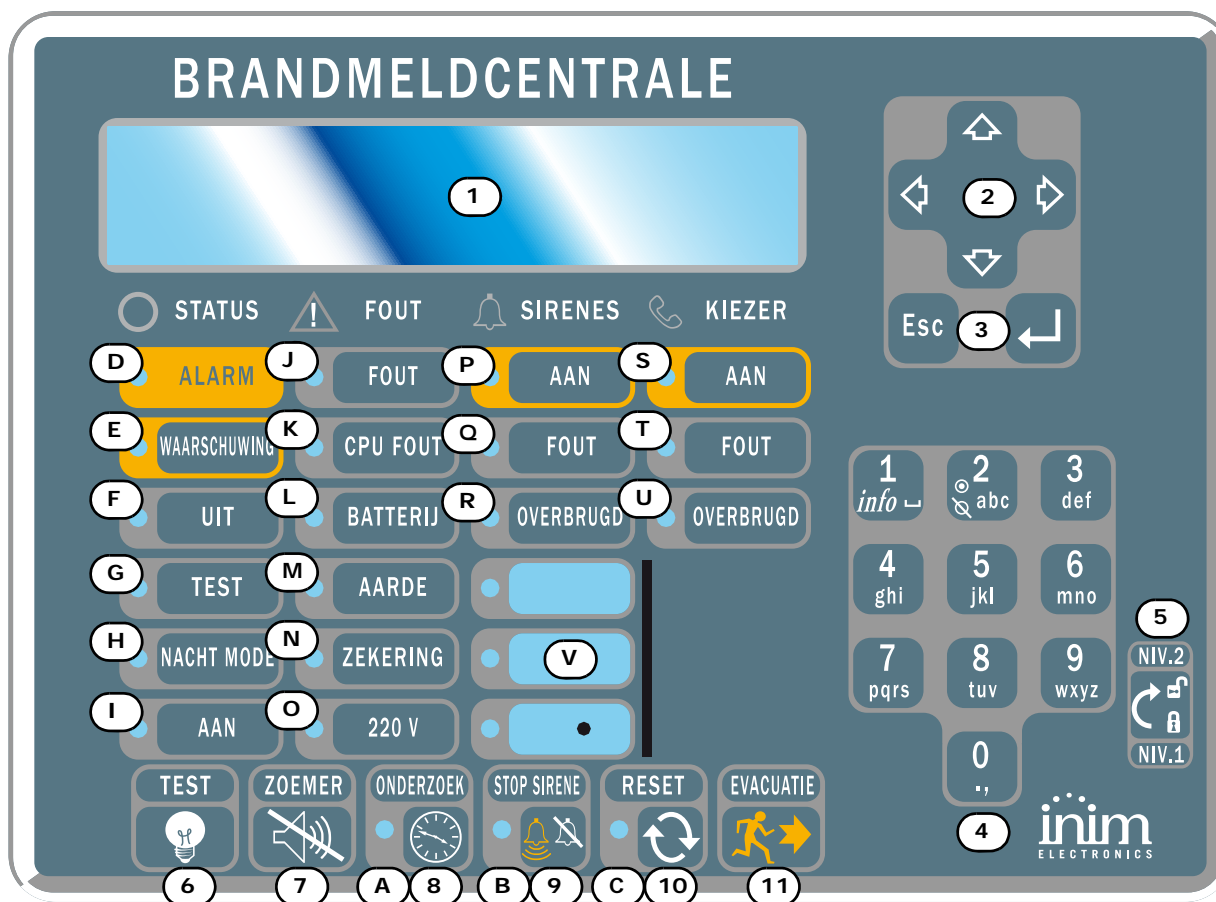 BRANDMELDCENTRALE
1
2
STATUS
FOUT
SIRENES
KIEZER
Esc
3
D
ALARM
J
FOUT
P
AAN
S
AAN
E
WAARSCHUWING
K
CPU FOUT
Q
FOUT
T
FOUT
F
UIT
L
BATTERIJ
R
OVERBRUGD
U
OVERBRUGD
G
TEST
M
AARDE
H
NACHT MODE
N
ZEKERING
V
I
AAN
O
220 V
1
info
2
abc
3
def
4
ghi
5
jkl
6
mno
7
pqrs
8
tuv
9
wxyz
0
.,
4
5
NIV.2
NIV.1
TEST
ZOEMER
ONDERZOEK
STOP SIRENE
RESET
EVACUATIE
6
7
A
8
B
9
C
10
11
inim
ELECTRONICS